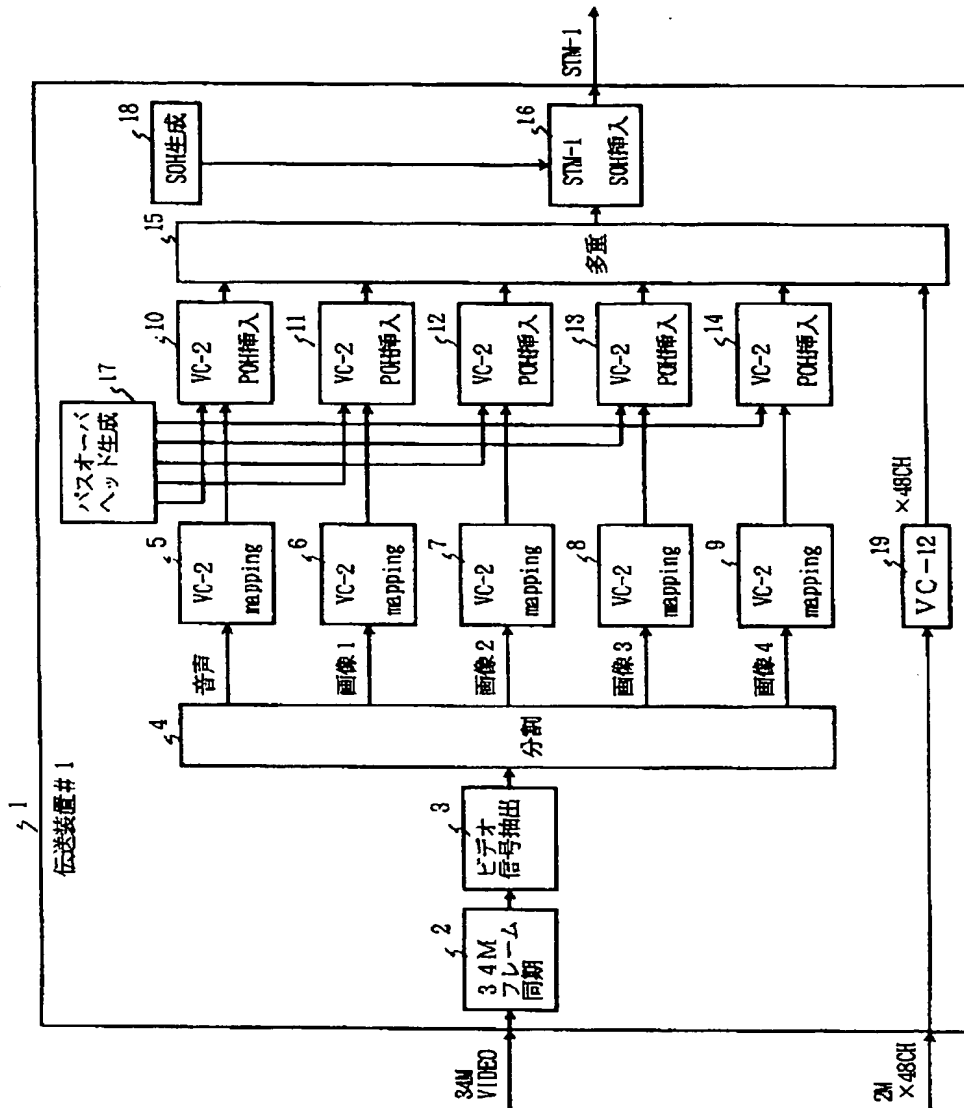 1
伝送装置#1
34M
VIDEO
2
34M
フレーム
同期
3
ビデオ
信号抽出
4
分割
音声
画像1
画像2
画像3
画像4
5
VC-2
mapping
6
VC-2
mapping
7
VC-2
mapping
8
VC-2
mapping
9
VC-2
mapping
17
パスオーバ
ヘッド生成
10
VC-2
POH挿入
11
VC-2
POH挿入
12
VC-2
POH挿入
13
VC-2
POH挿入
14
VC-2
POH挿入
15
多重
18
SOH生成
16
STM-1
SOH挿入
STM-1
2M
×48CH
19
VC-12
×48CH